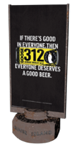 IF THERE'S GOOD
IN EVERYONE, THEN
312
EVERYONE DESERVES
A GOOD BEER.